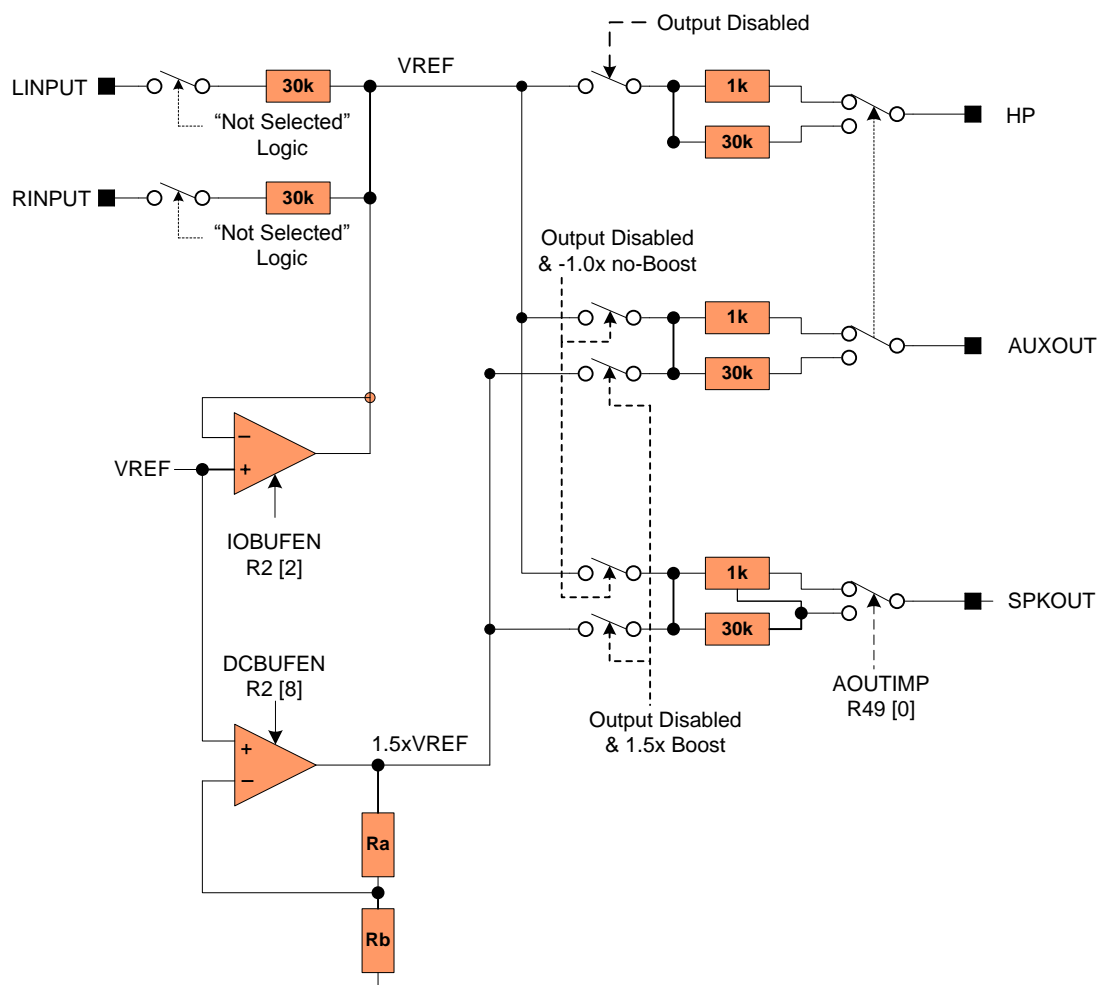 Output Disabled
LINPUT
30k
VREF
1k
HP
"Not Selected"
Logic
30k
RINPUT
30k
"Not Selected"
Logic
Output Disabled
& -1.0x no-Boost
1k
AUXOUT
30k
VREF
−
+
IOBUFEN
R2 [2]
1k
SPKOUT
30k
DCBUFEN
R2 [8]
AOUTIMP
R49 [0]
Output Disabled
& 1.5x Boost
1.5xVREF
+
−
Ra
Rb